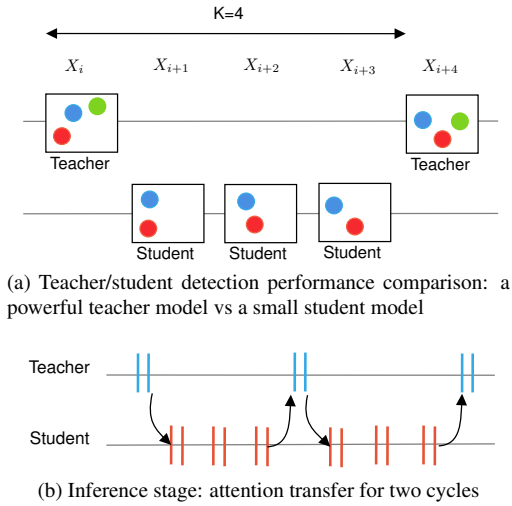 K=4
X_i X_{i+1} X_{i+2} X_{i+3} X_{i+4}
Teacher Teacher
Student Student Student
(a) Teacher/student detection performance comparison: a
powerful teacher model vs a small student model
Teacher
Student
(b) Inference stage: attention transfer for two cycles